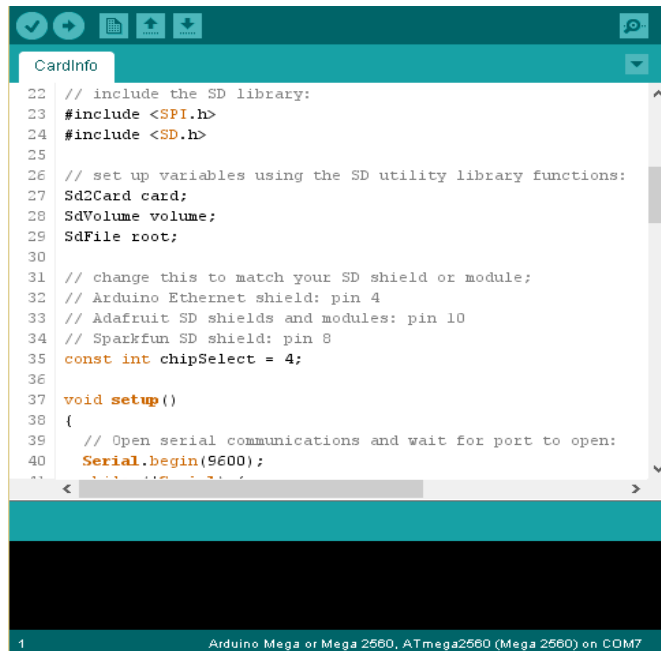 CardInfo
22 // include the SD library:
23 #include <SPI.h>
24 #include <SD.h>
25
26 // set up variables using the SD utility library functions:
27 Sd2Card card;
28 SdVolume volume;
29 SdFile root;
30
31 // change this to match your SD shield or module;
32 // Arduino Ethernet shield: pin 4
33 // Adafruit SD shields and modules: pin 10
34 // Sparkfun SD shield: pin 8
35 const int chipSelect = 4;
36
37 void setup()
38 {
39 // Open serial communications and wait for port to open:
40 Serial.begin(9600);
1 Arduino Mega or Mega 2560, ATmega2560 (Mega 2560) on COM7